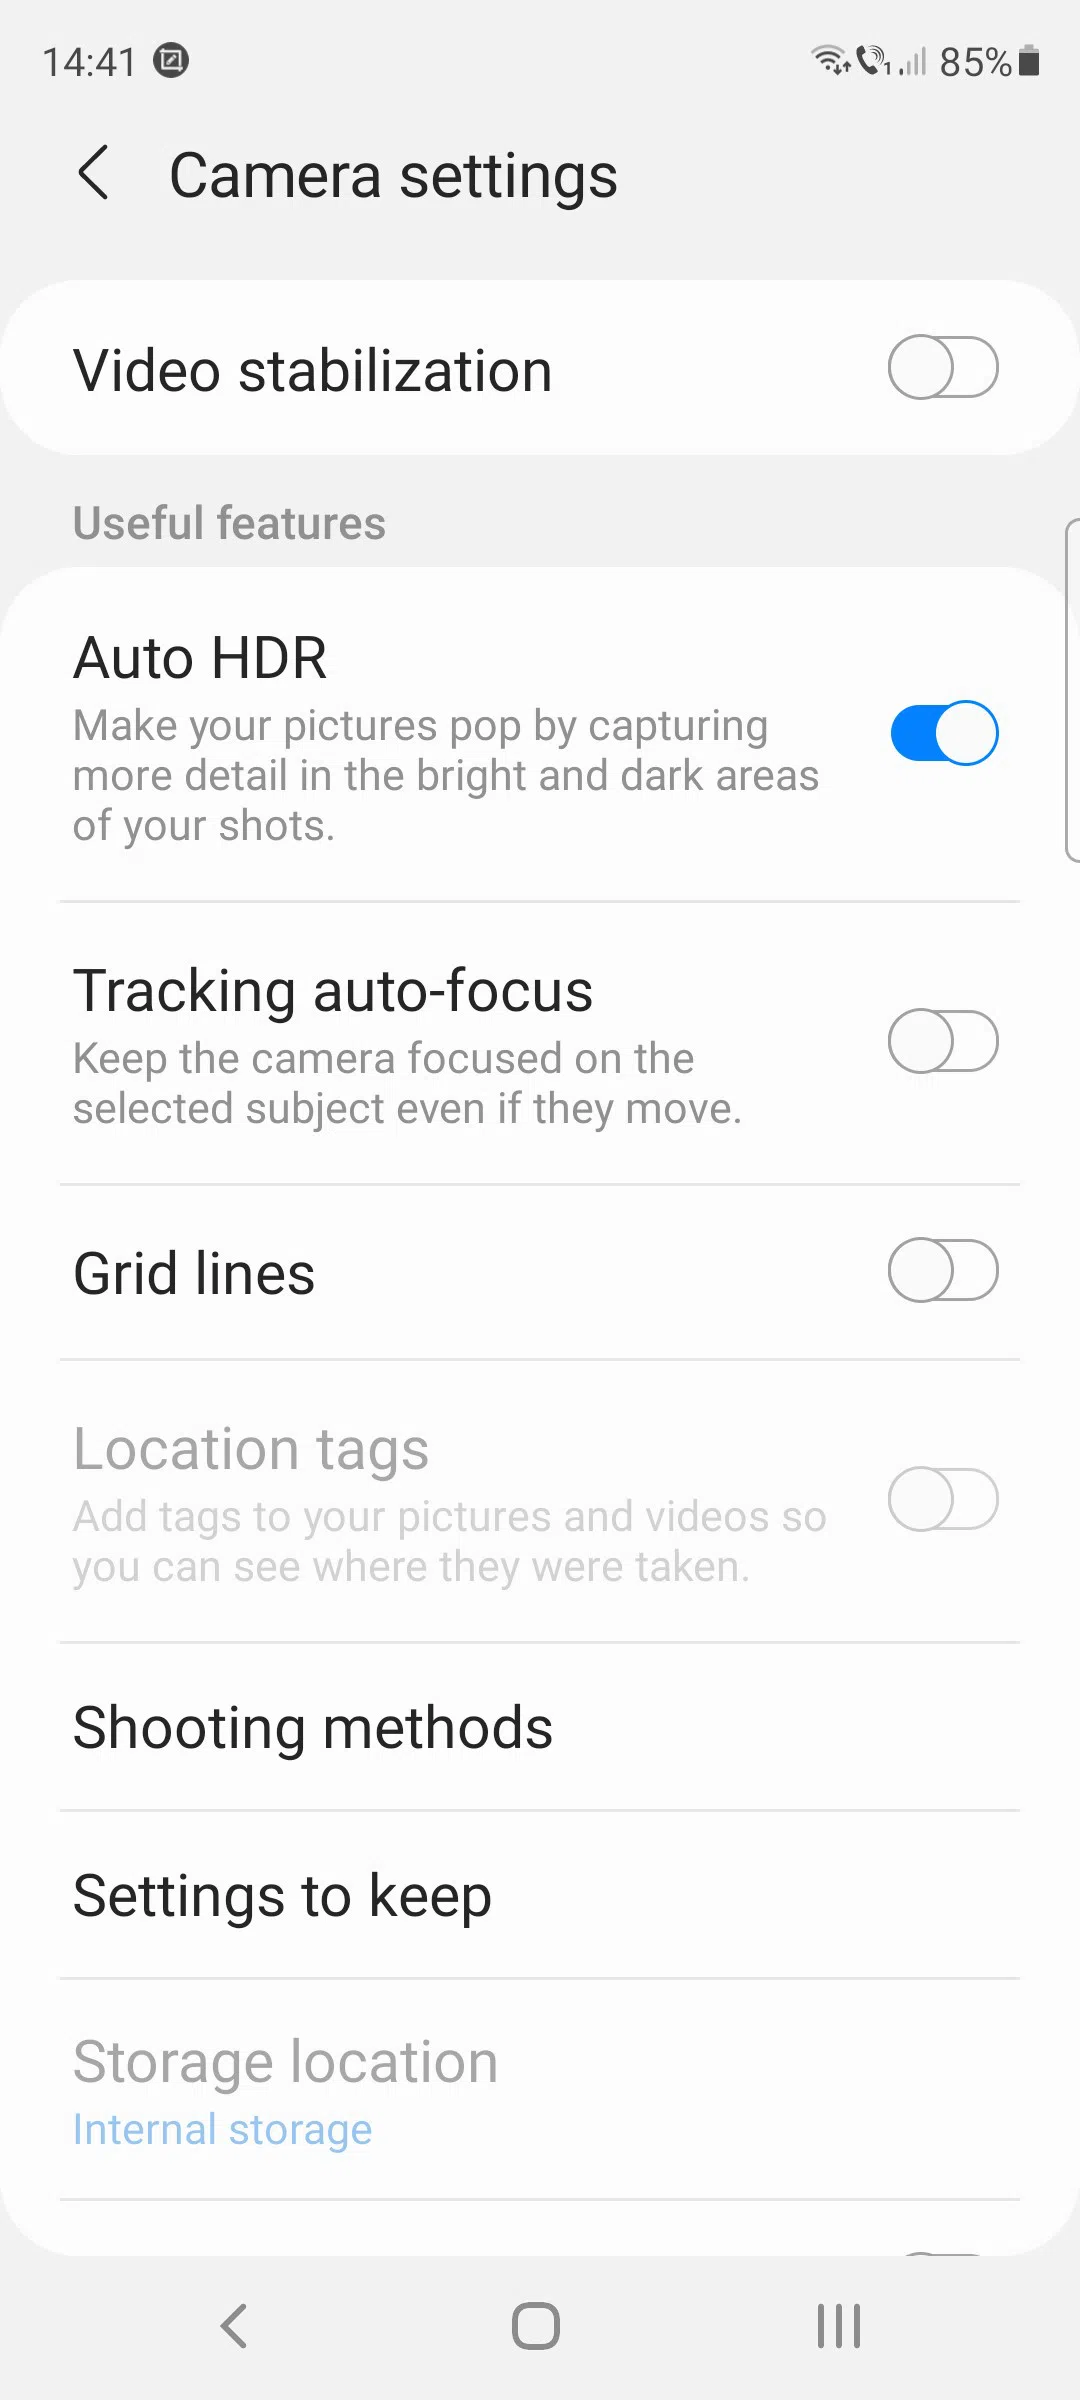 14:41
85%
Camera settings
Video stabilization
Useful features
Auto HDR
Make your pictures pop by capturing
more detail in the bright and dark areas
of your shots.
Tracking auto-focus
Keep the camera focused on the
selected subject even if they move.
Grid lines
Location tags
Add tags to your pictures and videos so
you can see where they were taken.
Shooting methods
Settings to keep
Storage location
Internal storage